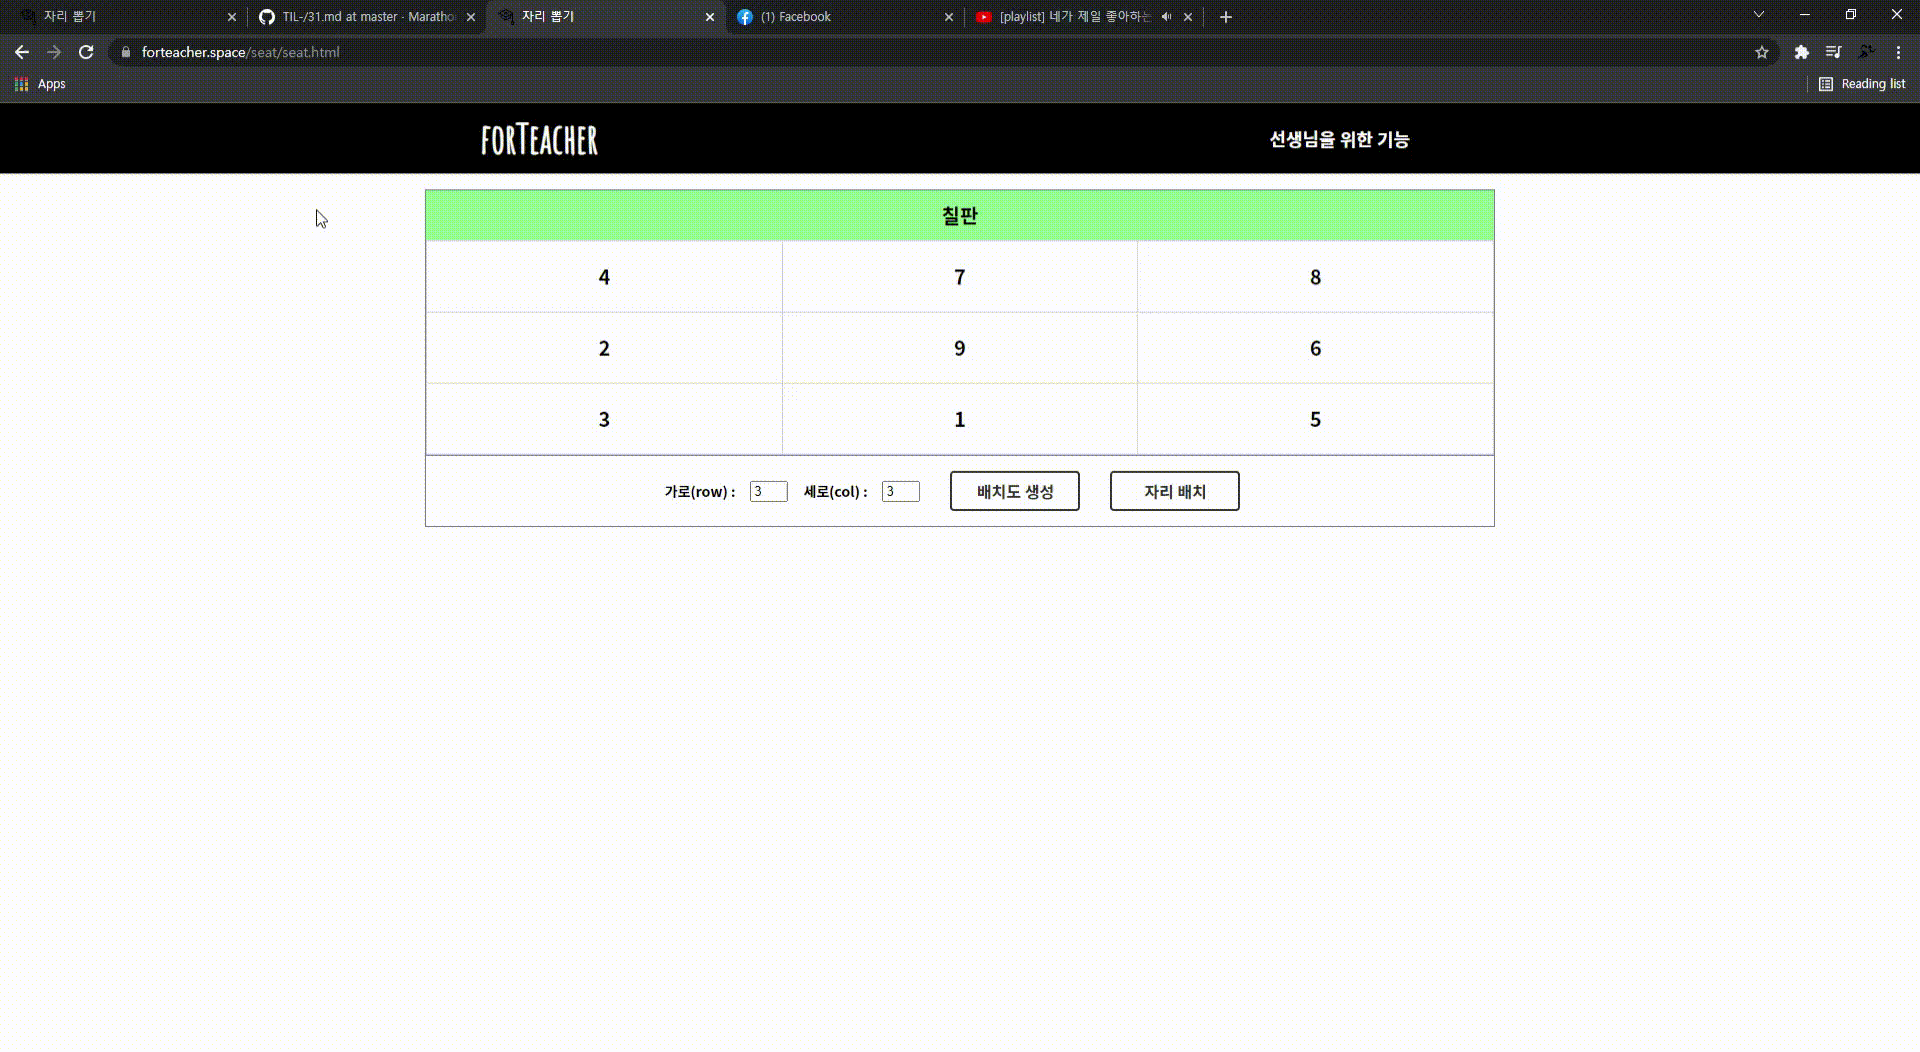 자리 뽑기
TIL-/31.md at master · Maratho
자리 뽑기
(1) Facebook
[playlist] 네가 제일 좋아하는
forteacher.space/seat/seat.html
Apps
Reading list
forTeacher
선생님을 위한 기능
칠판
4 7 8
2 9 6
3 1 5
가로(row) : 3 세로(col) : 3 배치도 생성 자리 배치